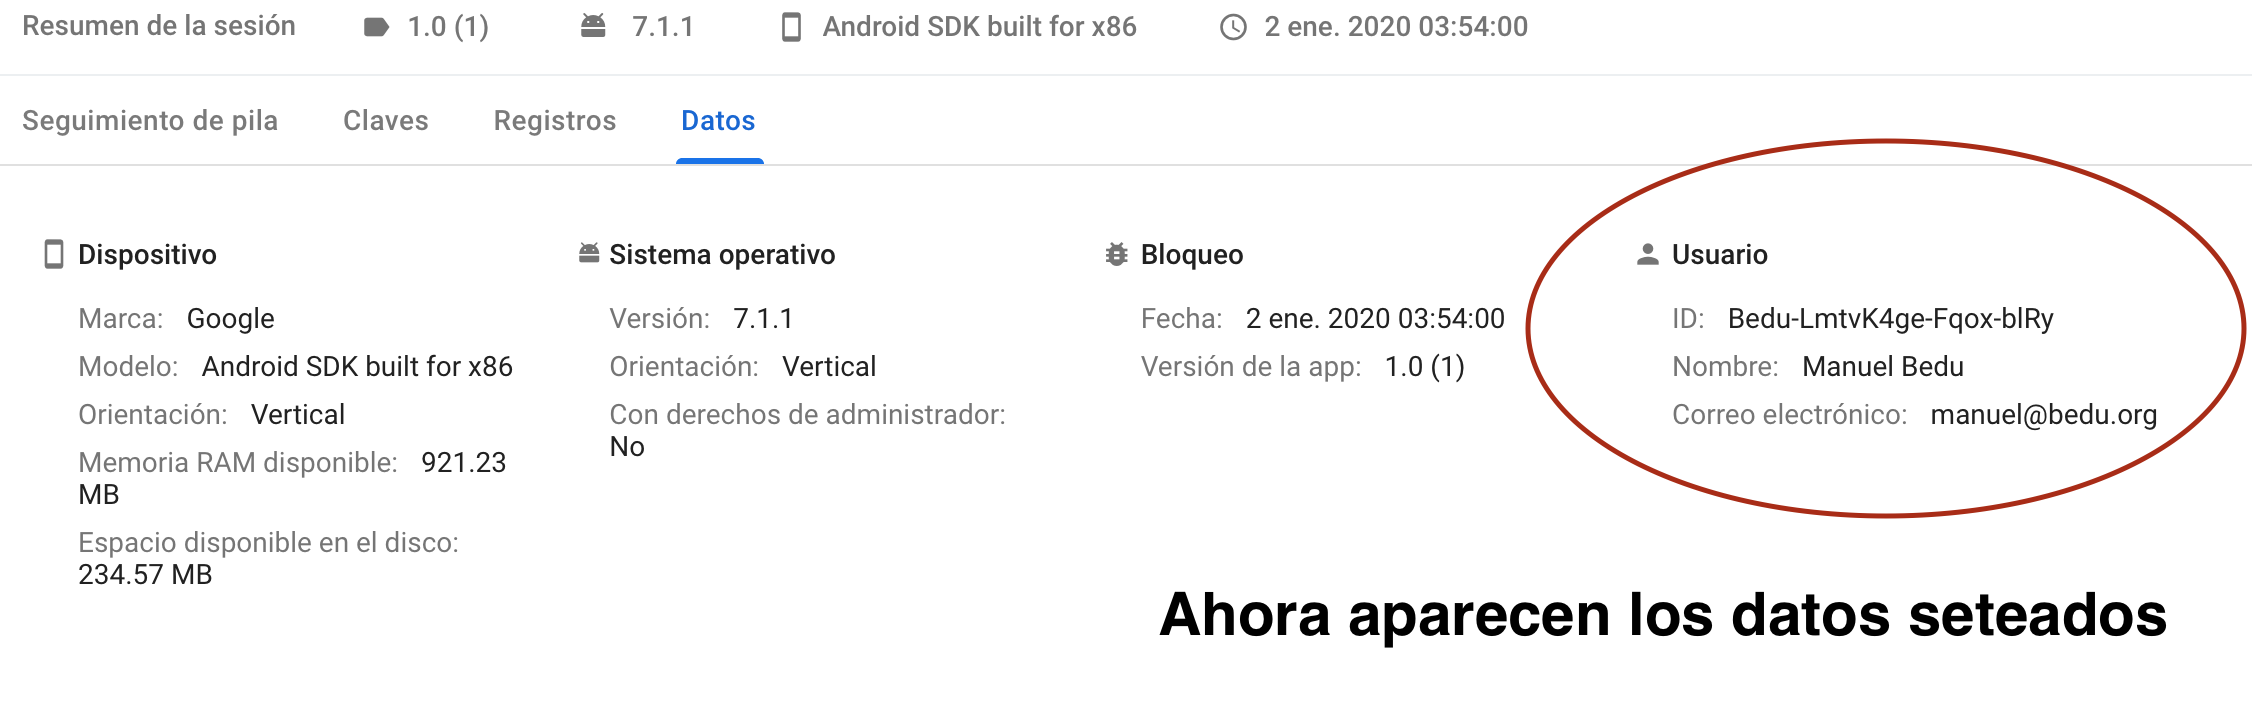 Resumen de la sesión 1.0 (1) 7.1.1 Android SDK built for x86 2 ene. 2020 03:54:00
Seguimiento de pila Claves Registros Datos
Dispositivo
Marca: Google
Modelo: Android SDK built for x86
Orientación: Vertical
Memoria RAM disponible: 921.23
MB
Espacio disponible en el disco:
234.57 MB
Sistema operativo
Versión: 7.1.1
Orientación: Vertical
Con derechos de administrador:
No
Bloqueo
Fecha: 2 ene. 2020 03:54:00
Versión de la app: 1.0 (1)
Usuario
ID: Bedu-LmtvK4ge-Fqox-blRy
Nombre: Manuel Bedu
Correo electrónico: manuel@bedu.org
Ahora aparecen los datos seteados